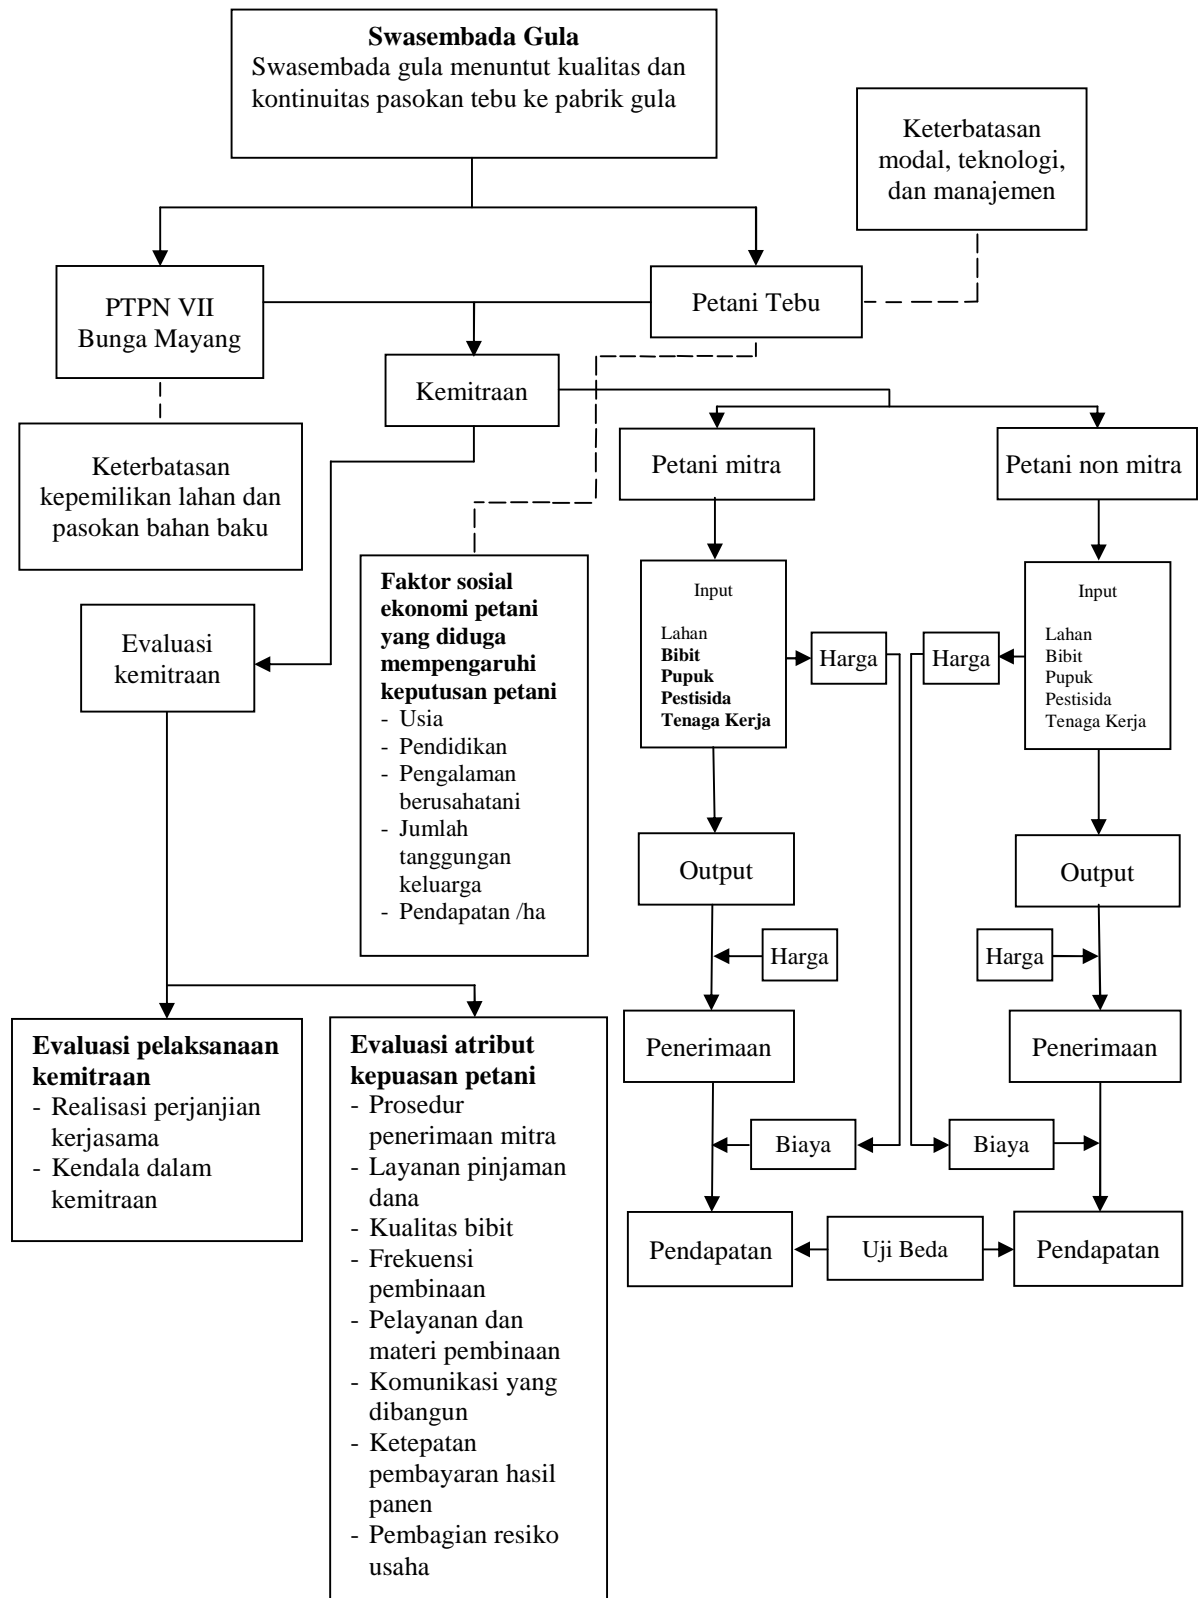 Swasembada Gula
Swasembada gula menuntut kualitas dan
kontinuitas pasokan tebu ke pabrik gula
Keterbatasan
modal, teknologi,
dan manajemen
PTPN VII
Bunga Mayang
Petani Tebu
Kemitraan
Keterbatasan
kepemilikan lahan dan
pasokan bahan baku
Petani mitra
Petani non mitra
Evaluasi
kemitraan
Faktor sosial
ekonomi petani
yang diduga
mempengaruhi
keputusan petani
- Usia
- Pendidikan
- Pengalaman
berusahatani
- Jumlah
tanggungan
keluarga
- Pendapatan /ha
Input
Lahan
Bibit
Pupuk
Pestisida
Tenaga Kerja
Harga
Harga
Input
Lahan
Bibit
Pupuk
Pestisida
Tenaga Kerja
Output
Output
Harga
Harga
Penerimaan
Penerimaan
Biaya
Biaya
Pendapatan
Uji Beda
Pendapatan
Evaluasi pelaksanaan
kemitraan
- Realisasi perjanjian
kerjasama
- Kendala dalam
kemitraan
Evaluasi atribut
kepuasan petani
- Prosedur
penerimaan mitra
- Layanan pinjaman
dana
- Kualitas bibit
- Frekuensi
pembinaan
- Pelayanan dan
materi pembinaan
- Komunikasi yang
dibangun
- Ketepatan
pembayaran hasil
panen
- Pembagian resiko
usaha